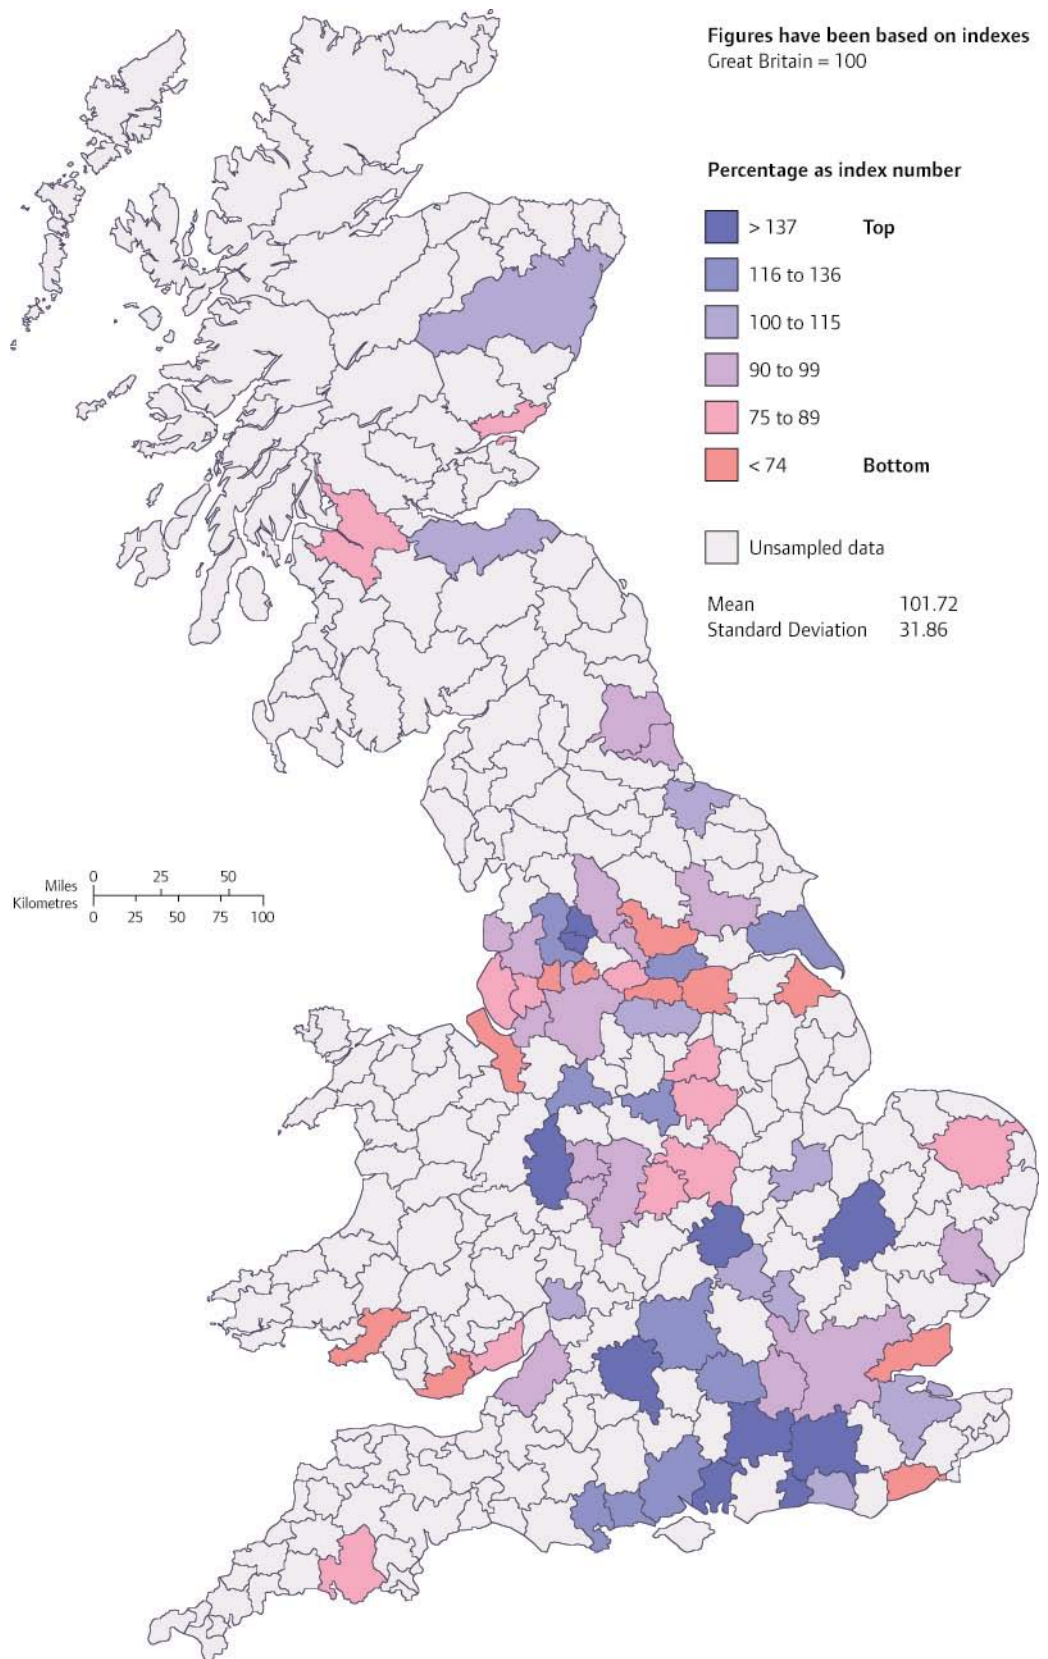 Figures have been based on indexes
Great Britain = 100
Percentage as index number
> 137 Top
116 to 136
100 to 115
90 to 99
75 to 89
< 74 Bottom
Unsampled data
Mean 101.72
Standard Deviation 31.86
Miles 0 25 50
Kilometres 0 25 50 75 100